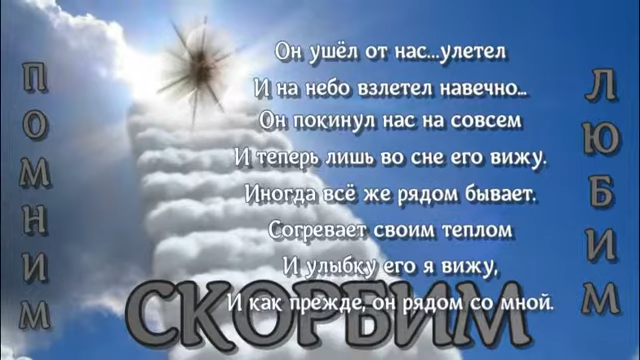 ПОМНИМ
Он ушёл от нас...улетел
И на небо взлетел навечно...
Он покинул нас на совсем
И теперь лишь во сне его вижу.
Иногда всё же рядом бывает.
Согревает своим теплом
И улыбку его я вижу,
И как прежде, он рядом со мной.
СКОРБИМ
ЛЮБИМ